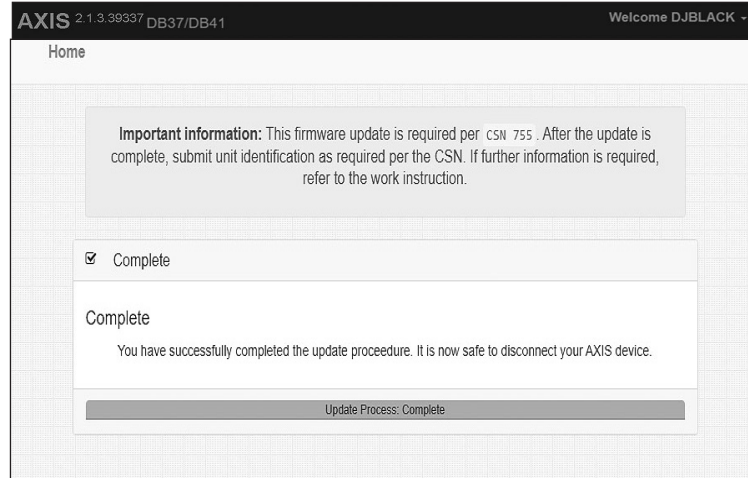 AXIS 2.1.3.39337 DB37/DB41
Welcome DJBLACK
Home
Important information: This firmware update is required per CSN 755. After the update is
complete, submit unit identification as required per the CSN. If further information is required,
refer to the work instruction.
Complete
Complete
You have successfully completed the update proceedure. It is now safe to disconnect your AXIS device.
Update Process: Complete